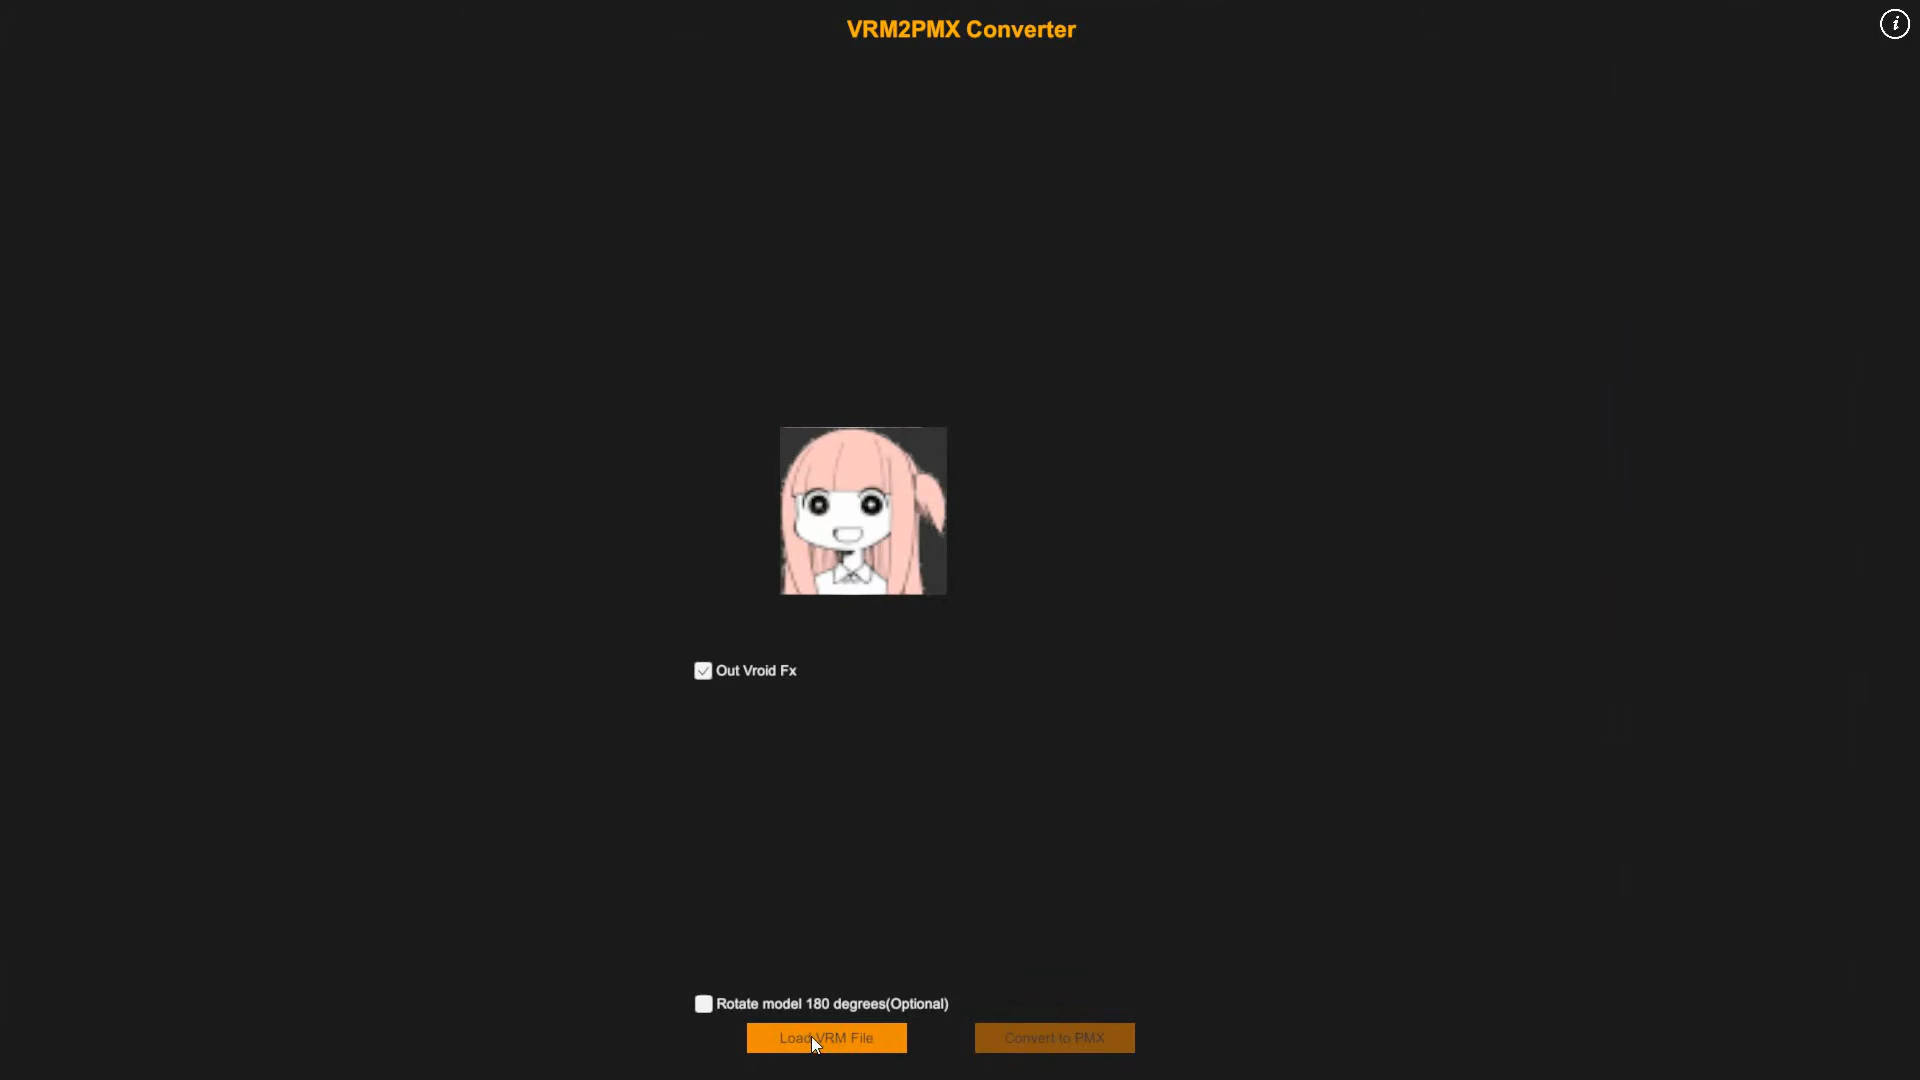 VRM2PMX Converter
i
Out Vroid Fx
Rotate model 180 degrees(Optional)
Load VRM File
Convert to PMX